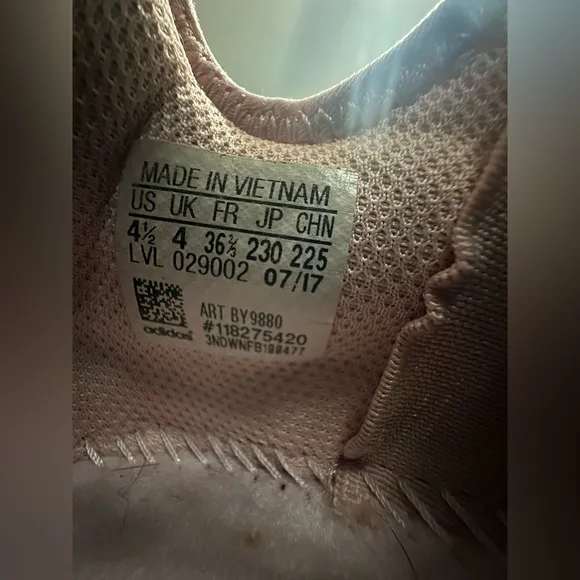 MADE IN VIETNAM
US UK FR JP CHN
4½ 4 36⅔ 230 225
LVL 029002 07/17
ART BY9880
#118275420
adidas